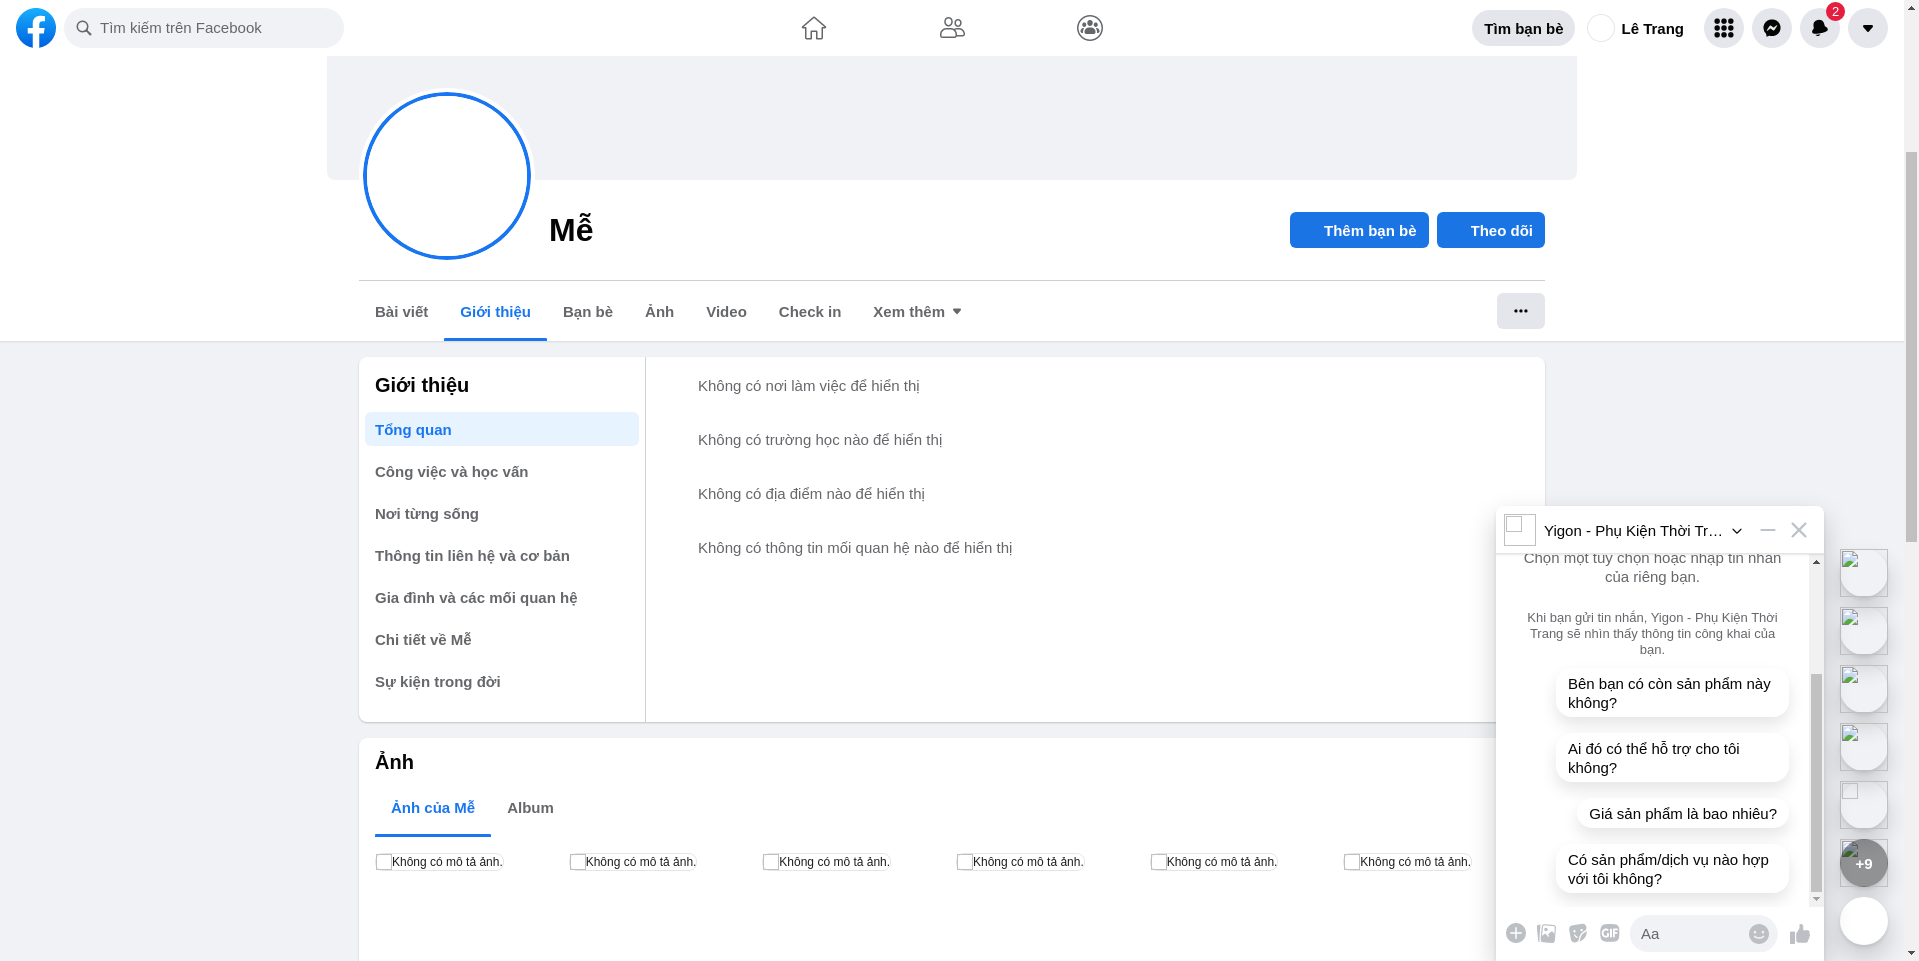 Tìm kiếm trên Facebook
Tìm bạn bè
Lê Trang
2
Mễ
Thêm bạn bè
Theo dõi
Bài viết
Giới thiệu
Bạn bè
Ảnh
Video
Check in
Xem thêm
Giới thiệu
Tổng quan
Công việc và học vấn
Nơi từng sống
Thông tin liên hệ và cơ bản
Gia đình và các mối quan hệ
Chi tiết về Mễ
Sự kiện trong đời
Không có nơi làm việc để hiển thị
Không có trường học nào để hiển thị
Không có địa điểm nào để hiển thị
Không có thông tin mối quan hệ nào để hiển thị
Ảnh
Ảnh của Mễ
Album
Không có mô tả ảnh.
Không có mô tả ảnh.
Không có mô tả ảnh.
Không có mô tả ảnh.
Không có mô tả ảnh.
Không có mô tả ảnh.
Yigon - Phụ Kiện Thời Tr...
Chọn một tùy chọn hoặc nhập tin nhắn
của riêng bạn.
Khi bạn gửi tin nhắn, Yigon - Phụ Kiện Thời
Trang sẽ nhìn thấy thông tin công khai của
bạn.
Bên bạn có còn sản phẩm này
không?
Ai đó có thể hỗ trợ cho tôi
không?
Giá sản phẩm là bao nhiêu?
Có sản phẩm/dịch vụ nào hợp
với tôi không?
GIF
Aa
+9